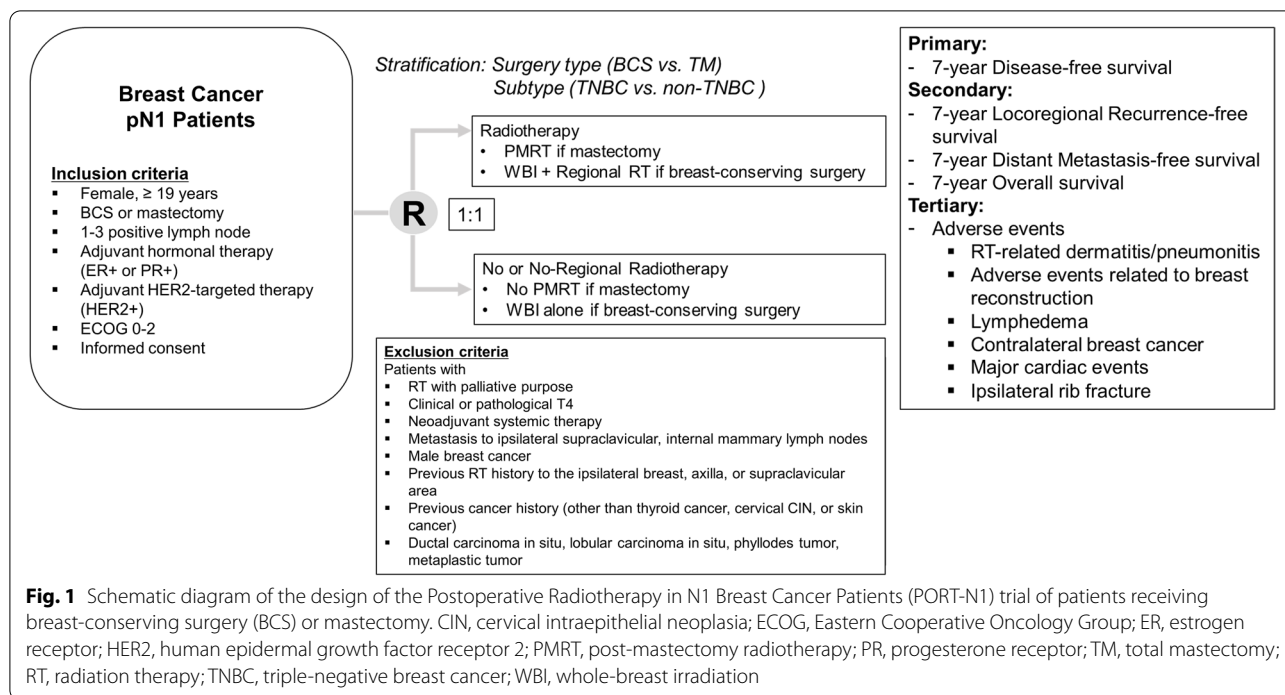 Breast Cancer
pN1 Patients
Inclusion criteria
▪ Female, ≥ 19 years
▪ BCS or mastectomy
▪ 1-3 positive lymph node
▪ Adjuvant hormonal therapy
(ER+ or PR+)
▪ Adjuvant HER2-targeted therapy
(HER2+)
▪ ECOG 0-2
▪ Informed consent
Stratification: Surgery type (BCS vs. TM)
Subtype (TNBC vs. non-TNBC )
R
1:1
Radiotherapy
• PMRT if mastectomy
• WBI + Regional RT if breast-conserving surgery
No or No-Regional Radiotherapy
• No PMRT if mastectomy
• WBI alone if breast-conserving surgery
Exclusion criteria
Patients with
▪ RT with palliative purpose
▪ Clinical or pathological T4
▪ Neoadjuvant systemic therapy
▪ Metastasis to ipsilateral supraclavicular, internal mammary lymph nodes
▪ Male breast cancer
▪ Previous RT history to the ipsilateral breast, axilla, or supraclavicular
area
▪ Previous cancer history (other than thyroid cancer, cervical CIN, or skin
cancer)
▪ Ductal carcinoma in situ, lobular carcinoma in situ, phyllodes tumor,
metaplastic tumor
Primary:
- 7-year Disease-free survival
Secondary:
- 7-year Locoregional Recurrence-free
survival
- 7-year Distant Metastasis-free survival
- 7-year Overall survival
Tertiary:
- Adverse events
▪ RT-related dermatitis/pneumonitis
▪ Adverse events related to breast
reconstruction
▪ Lymphedema
▪ Contralateral breast cancer
▪ Major cardiac events
▪ Ipsilateral rib fracture
Fig. 1 Schematic diagram of the design of the Postoperative Radiotherapy in N1 Breast Cancer Patients (PORT-N1) trial of patients receiving
breast-conserving surgery (BCS) or mastectomy. CIN, cervical intraepithelial neoplasia; ECOG, Eastern Cooperative Oncology Group; ER, estrogen
receptor; HER2, human epidermal growth factor receptor 2; PMRT, post-mastectomy radiotherapy; PR, progesterone receptor; TM, total mastectomy;
RT, radiation therapy; TNBC, triple-negative breast cancer; WBI, whole-breast irradiation